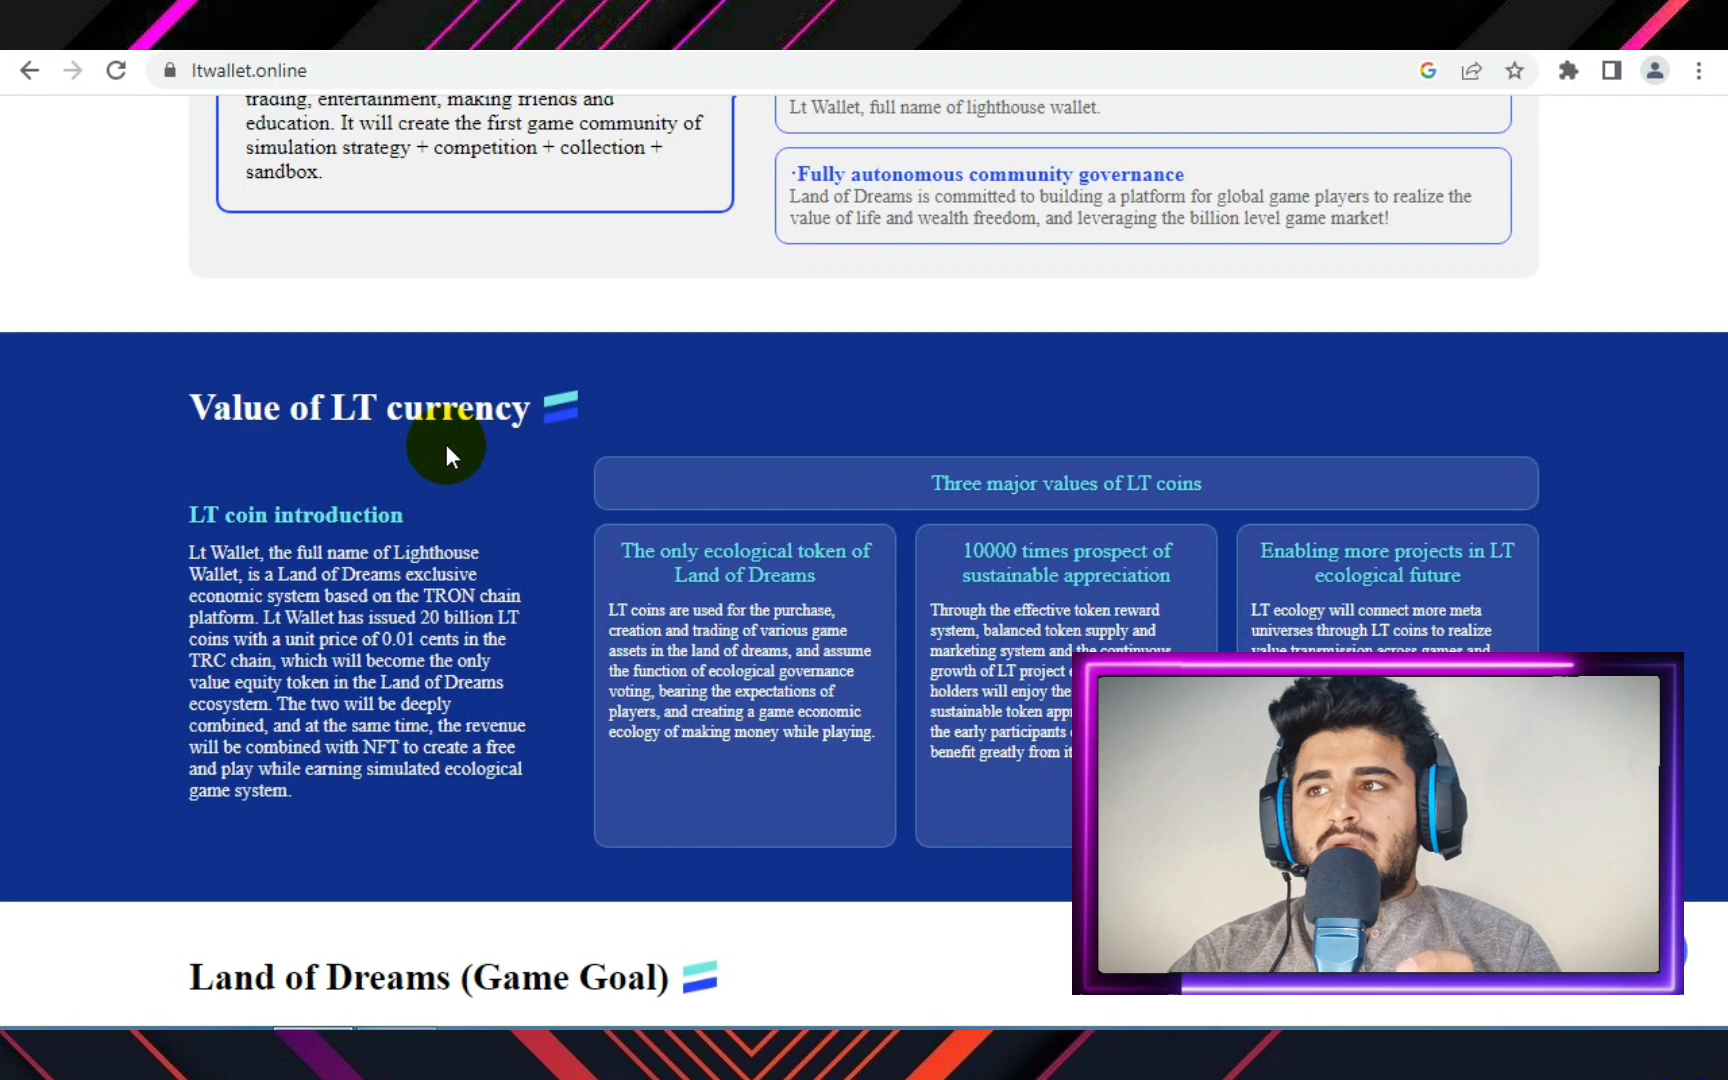 ltwallet.online
trading, entertainment, making friends and
education. It will create the first game community of
simulation strategy + competition + collection +
sandbox.
Lt Wallet, full name of lighthouse wallet.
·Fully autonomous community governance
Land of Dreams is committed to building a platform for global game players to realize the
value of life and wealth freedom, and leveraging the billion level game market!
Value of LT currency
LT coin introduction
Lt Wallet, the full name of Lighthouse
Wallet, is a Land of Dreams exclusive
economic system based on the TRON chain
platform. Lt Wallet has issued 20 billion LT
coins with a unit price of 0.01 cents in the
TRC chain, which will become the only
value equity token in the Land of Dreams
ecosystem. The two will be deeply
combined, and at the same time, the revenue
will be combined with NFT to create a free
and play while earning simulated ecological
game system.
Three major values of LT coins
The only ecological token of
Land of Dreams
LT coins are used for the purchase,
creation and trading of various game
assets in the land of dreams, and assume
the function of ecological governance
voting, bearing the expectations of
players, and creating a game economic
ecology of making money while playing.
10000 times prospect of
sustainable appreciation
Through the effective token reward
system, balanced token supply and
marketing system and the continuous
growth of LT project
holders will enjoy the
sustainable token
the early participants
benefit greatly from
Enabling more projects in LT
ecological future
LT ecology will connect more meta
universes through LT coins to realize
value transmission across games and
Land of Dreams (Game Goal)